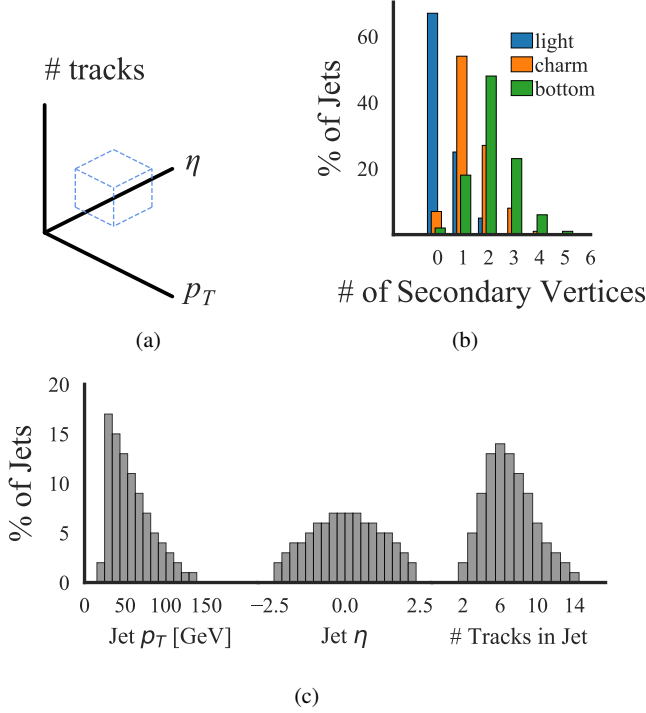 # tracks
η
p_T
(a)
% of Jets
60
40
20
light
charm
bottom
0 1 2 3 4 5 6
# of Secondary Vertices
(b)
% of Jets
20
15
10
5
0
0 50 100 150 −2.5 0.0 2.5 2 6 10 14
Jet p_T [GeV] Jet η # Tracks in Jet
(c)